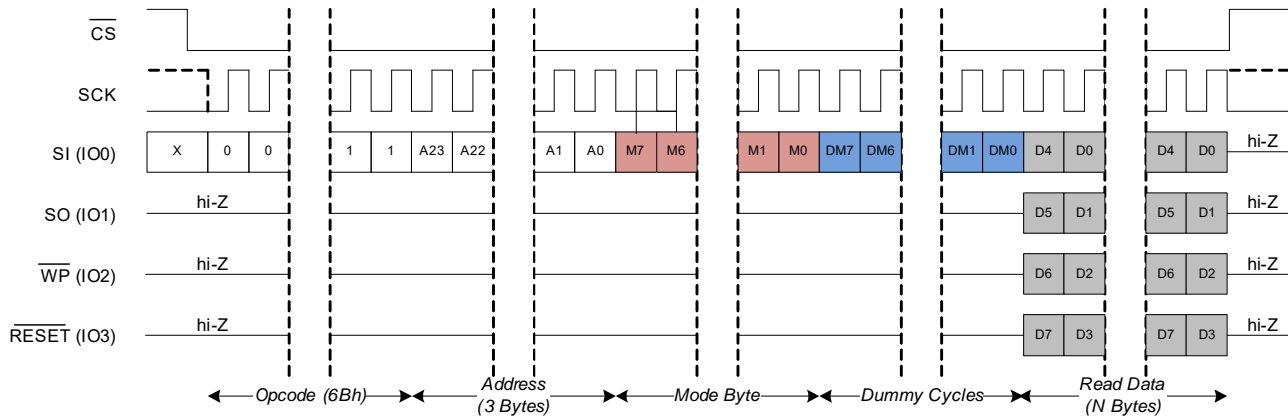 CS
SCK
SI (IO0) X 0 0 1 1 A23 A22 A1 A0 M7 M6 M1 M0 DM7 DM6 DM1 DM0 D4 D0 D4 D0 hi-Z
SO (IO1) hi-Z D5 D1 D5 D1 hi-Z
WP (IO2) hi-Z D6 D2 D6 D2 hi-Z
RESET (IO3) hi-Z D7 D3 D7 D3 hi-Z
Opcode (6Bh)
Address
(3 Bytes)
Mode Byte
Dummy Cycles
Read Data
(N Bytes)